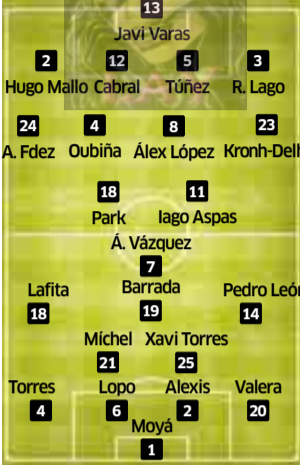 13
Javi Varas
2 12 5 3
Hugo Mallo Cabral Túñez R. Lago
24 4 8 23
A. Fdez Oubiña Álex López Kronh-Delh
18 11
Park Iago Aspas
Á. Vázquez
7
Lafita Barrada Pedro León
18 19 14
Míchel Xavi Torres
21 25
Torres Lopo Alexis Valera
4 6 2 20
Moyá
1